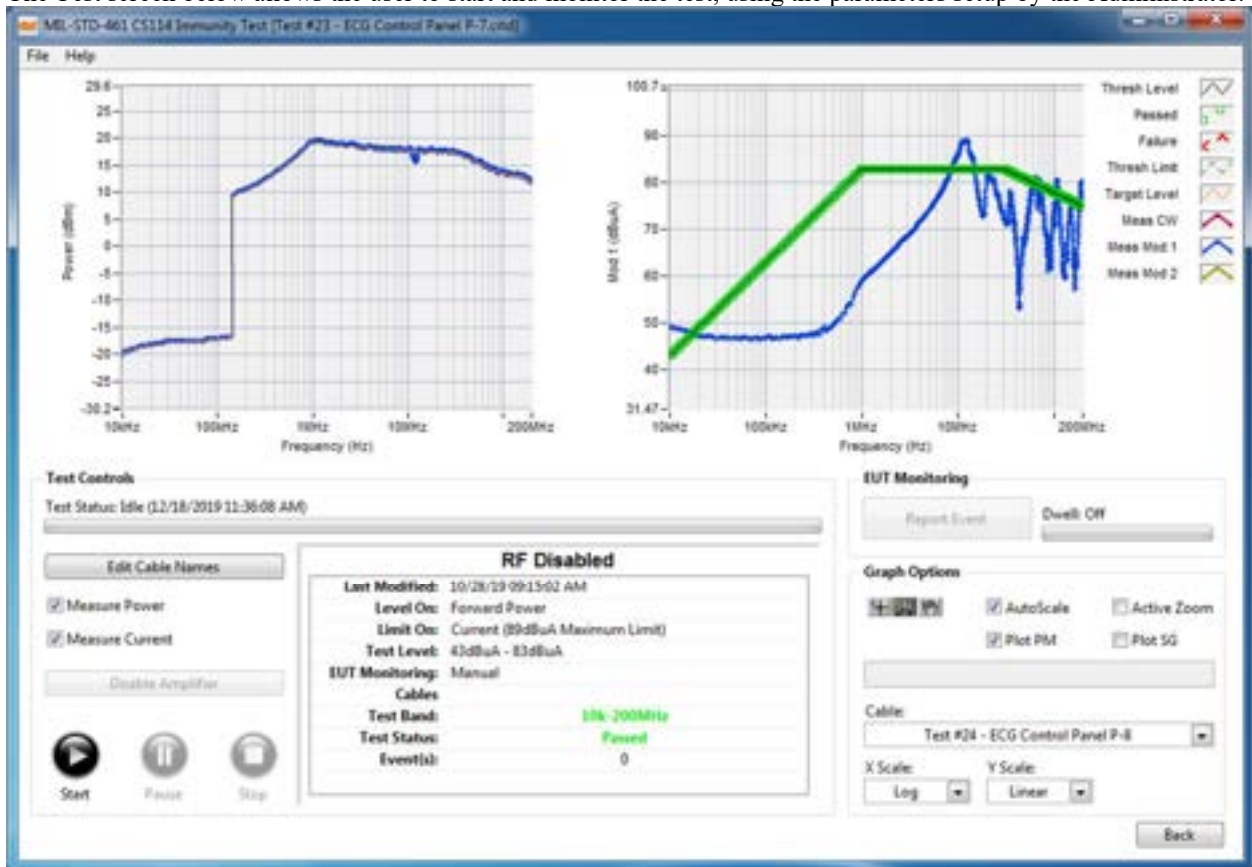 The Test screen below allows the user to start and monitor the test, using the parameters setup by the Administrator.
MIL-STD-461 CS114 Immunity Test [Test #23 - ECG Control Panel P-7.cmd]
File Help
29.6
25
20
15
10
5
0
-5
-10
-15
-20
-25
-30.2
Power (dBm)
10kHz 100kHz 1MHz 10MHz 200MHz
Frequency (Hz)
100.7
90
80
70
60
50
40
31.47
Mod 1 (dBuA)
10kHz 100kHz 1MHz 10MHz 200MHz
Frequency (Hz)
Thresh Level
Passed
Failure
Thresh Limit
Target Level
Meas CW
Meas Mod 1
Meas Mod 2
Test Controls
Test Status: Idle (12/18/2019 11:36:08 AM)
Edit Cable Names
Measure Power
Measure Current
Disable Amplifier
Start Pause Stop
RF Disabled
Last Modified: 10/28/19 09:15:02 AM
Level On: Forward Power
Limit On: Current (89dBuA Maximum Limit)
Test Level: 43dBuA - 83dBuA
EUT Monitoring: Manual
Cables
Test Band: 10k-200MHz
Test Status: Passed
Event(s): 0
EUT Monitoring
Report Event
Dwell: Off
Graph Options
AutoScale Active Zoom
Plot PM Plot SG
Cable:
Test #24 - ECG Control Panel P-8
X Scale: Y Scale:
Log Linear
Back